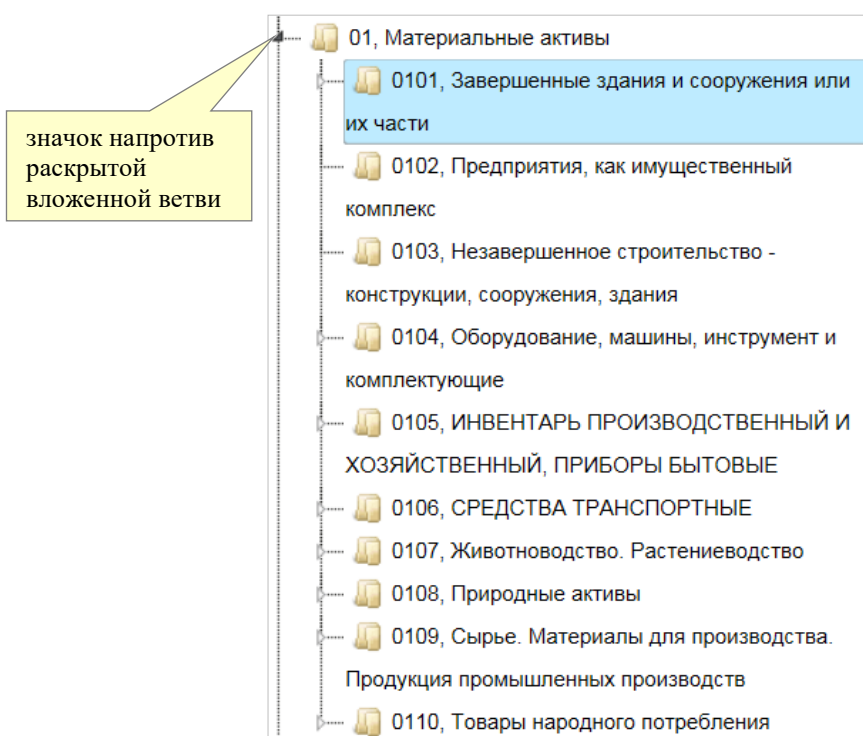 01, Материальные активы
0101, Завершенные здания и сооружения или
их части
значок напротив
раскрытой
вложенной ветви
0102, Предприятия, как имущественный
комплекс
0103, Незавершенное строительство -
конструкции, сооружения, здания
0104, Оборудование, машины, инструмент и
комплектующие
0105, ИНВЕНТАРЬ ПРОИЗВОДСТВЕННЫЙ И
ХОЗЯЙСТВЕННЫЙ, ПРИБОРЫ БЫТОВЫЕ
0106, СРЕДСТВА ТРАНСПОРТНЫЕ
0107, Животноводство. Растениеводство
0108, Природные активы
0109, Сырье. Материалы для производства.
Продукция промышленных производств
0110, Товары народного потребления